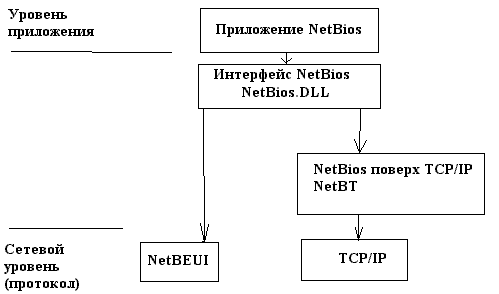 Уровень
приложения
Приложение NetBios
Интерфейс NetBios
NetBios.DLL
NetBios поверх TCP/IP
NetBT
Сетевой
уровень
(протокол)
NetBEUI
TCP/IP